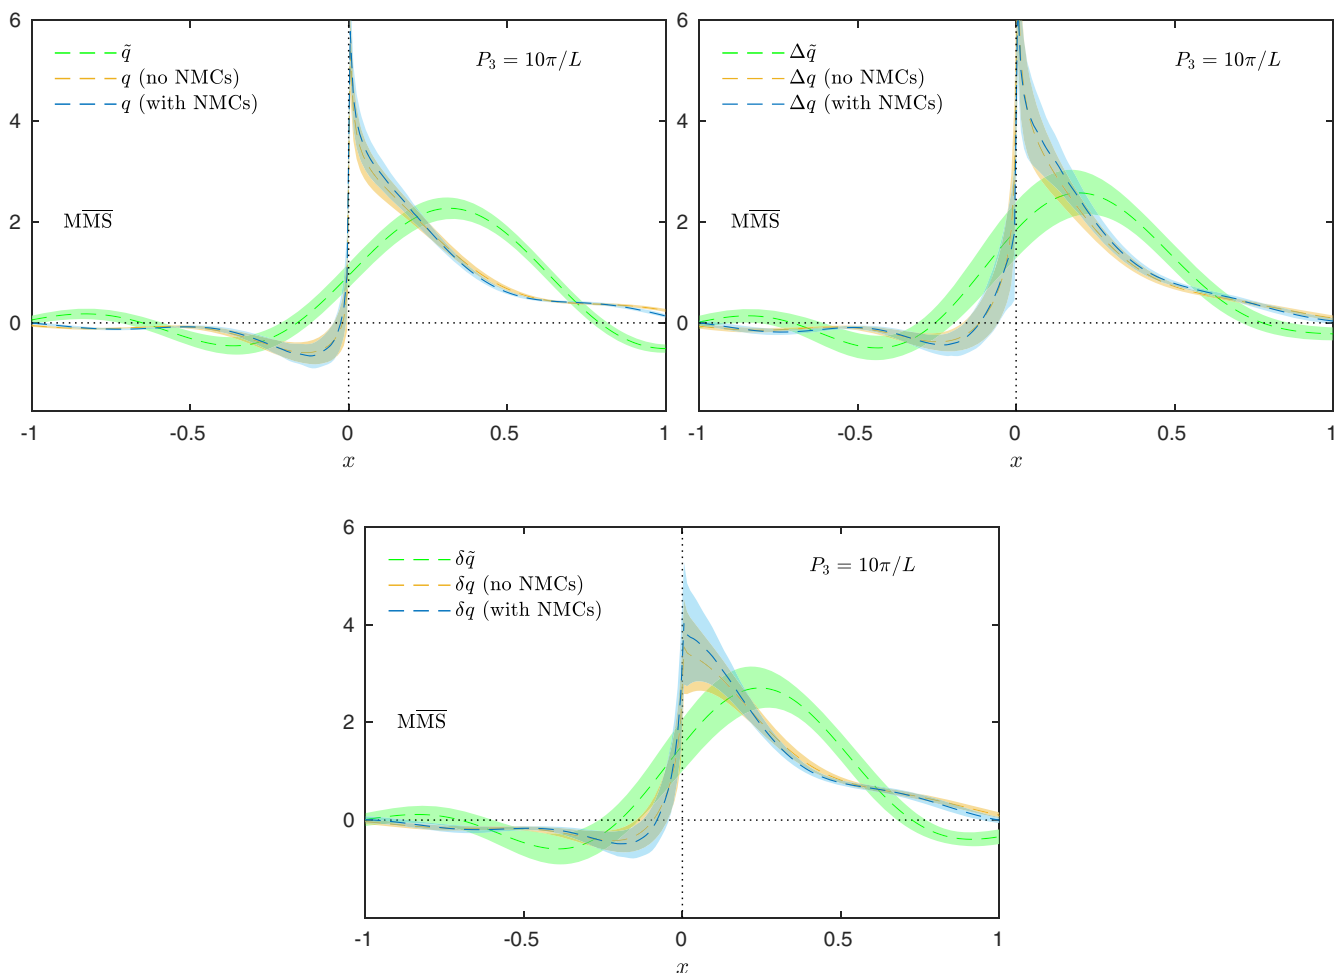 6
4
2
0
q̃
q (no NMCs)
q (with NMCs)
P₃ = 10π/L
MM̅S̅
-1
-0.5
0
0.5
1
x
6
4
2
0
Δq̃
Δq (no NMCs)
Δq (with NMCs)
P₃ = 10π/L
MM̅S̅
-1
-0.5
0
0.5
1
x
6
4
2
0
δq̃
δq (no NMCs)
δq (with NMCs)
P₃ = 10π/L
MM̅S̅
-1
-0.5
0
0.5
1
x